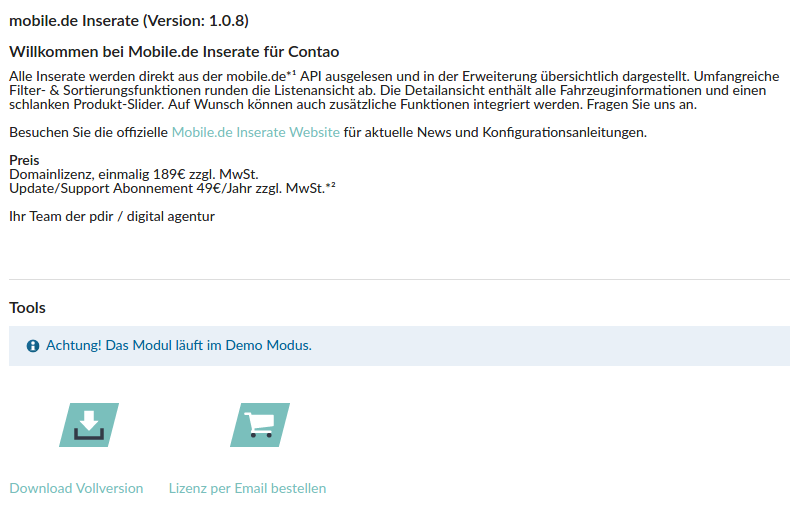 mobile.de Inserate (Version: 1.0.8)
Willkommen bei Mobile.de Inserate für Contao
Alle Inserate werden direkt aus der mobile.de*¹ API ausgelesen und in der Erweiterung übersichtlich dargestellt. Umfangreiche
Filter- & Sortierungsfunktionen runden die Listenansicht ab. Die Detailansicht enthält alle Fahrzeuginformationen und einen
schlanken Produkt-Slider. Auf Wunsch können auch zusätzliche Funktionen integriert werden. Fragen Sie uns an.
Besuchen Sie die offizielle Mobile.de Inserate Website für aktuelle News und Konfigurationsanleitungen.
Preis
Domainlizenz, einmalig 189€ zzgl. MwSt.
Update/Support Abonnement 49€/Jahr zzgl. MwSt.*²
Ihr Team der pdir / digital agentur
Tools
Achtung! Das Modul läuft im Demo Modus.
Download Vollversion Lizenz per Email bestellen